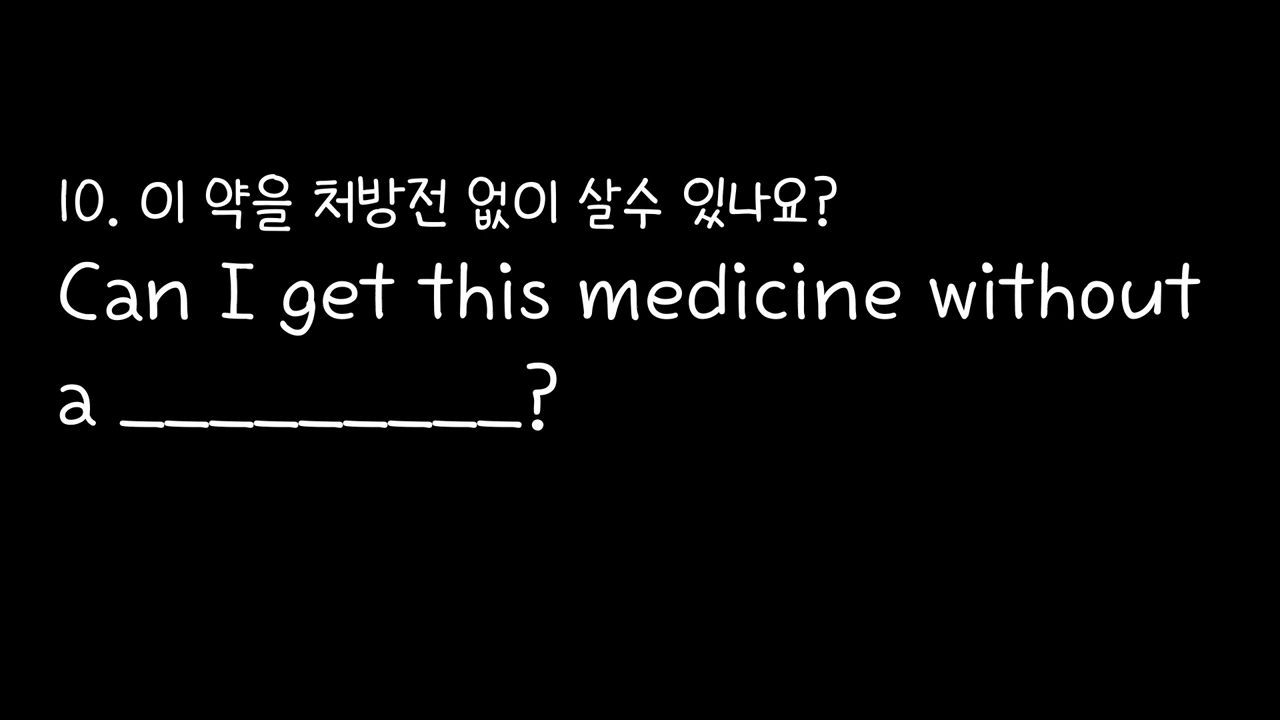 10. 이 약을 처방전 없이 살수 있나요?
Can I get this medicine without
a _________?